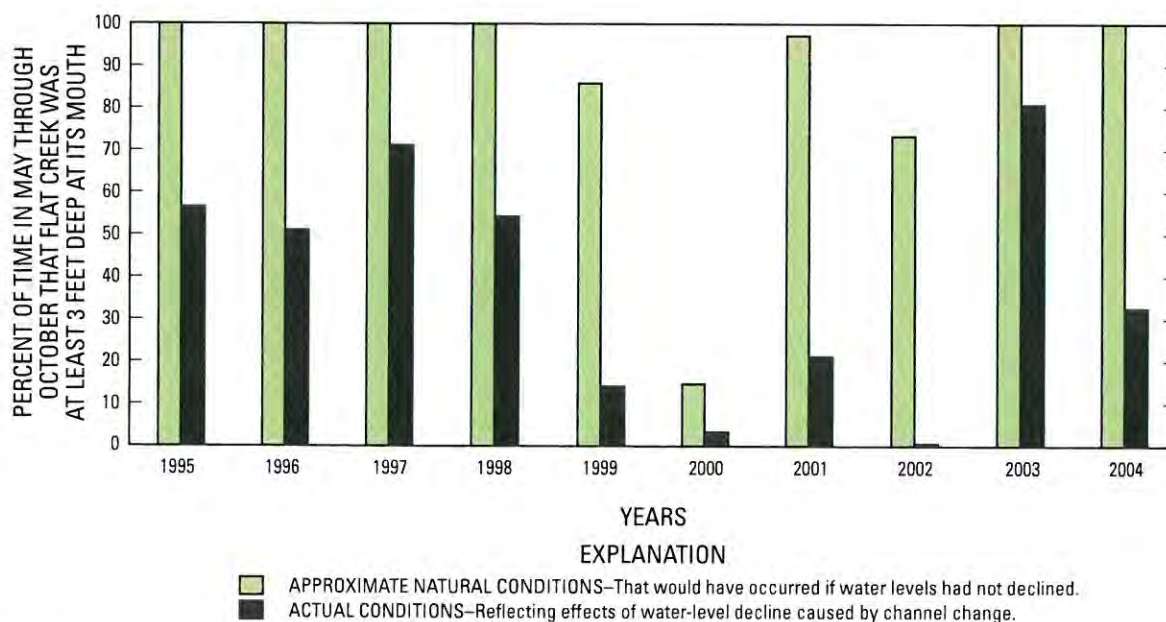 PERCENT OF TIME IN MAY THROUGH
OCTOBER THAT FLAT CREEK WAS
AT LEAST 3 FEET DEEP AT ITS MOUTH
100
90
80
70
60
50
40
30
20
10
0
1995 1996 1997 1998 1999 2000 2001 2002 2003 2004
YEARS
EXPLANATION
APPROXIMATE NATURAL CONDITIONS–That would have occurred if water levels had not declined.
ACTUAL CONDITIONS–Reflecting effects of water-level decline caused by channel change.